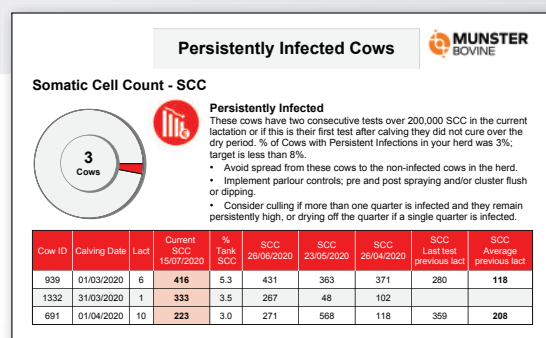 Persistently Infected Cows
MUNSTER
BOVINE
Somatic Cell Count - SCC
3
Cows
Persistently Infected
These cows have two consecutive tests over 200,000 SCC in the current
lactation or if this is their first test after calving they did not cure over the
dry period. % of Cows with Persistent Infections in your herd was 3%;
target is less than 8%.
• Avoid spread from these cows to the non-infected cows in the herd.
• Implement parlour controls; pre and post spraying and/or cluster flush
or dipping.
• Consider culling if more than one quarter is infected and they remain
persistently high, or drying off the quarter if a single quarter is infected.
Cow ID Calving Date Lact Current SCC 15/07/2020 % Tank SCC SCC 26/06/2020 SCC 23/05/2020 SCC 26/04/2020 SCC Last test previous lact SCC Average previous lact
939 01/03/2020 6 416 5.3 431 363 371 280 118
1332 31/03/2020 1 333 3.5 267 48 102
691 01/04/2020 10 223 3.0 271 568 118 359 208